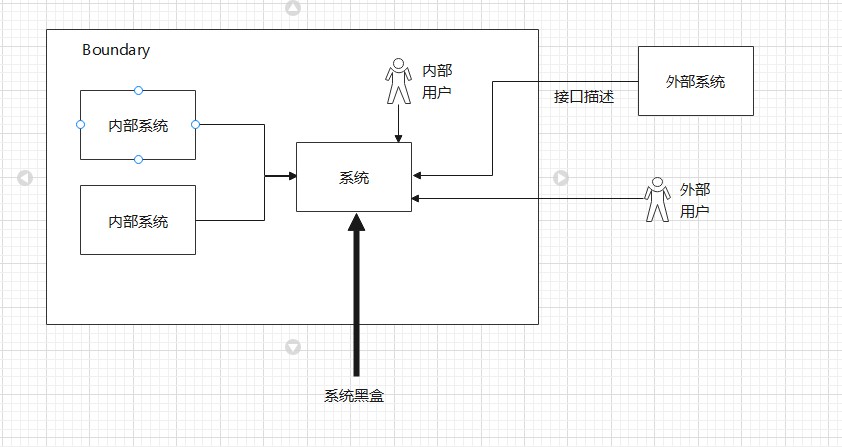 Boundary
内部
用户
内部系统
外部系统
接口描述
系统
内部系统
外部
用户
系统黑盒